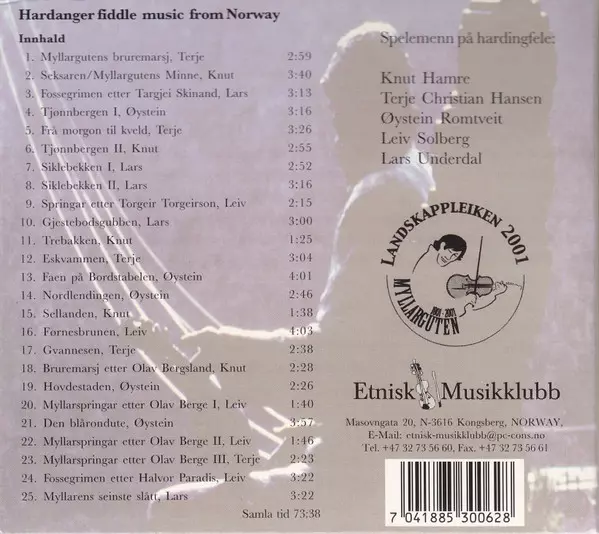 Hardanger fiddle music from Norway
Innhald
1. Myllargutens bruremarsj, Terje 2:59
2. Seksaren/Myllargutens Minne, Knut 3:40
3. Fossegrimen etter Targjei Skinand, Lars 3:13
4. Tjønnbergen I, Øystein 3:16
5. Frå morgon til kveld, Terje 3:26
6. Tjønnbergen II, Knut 2:55
7. Siklebekken I, Lars 2:52
8. Siklebekken II, Lars 3:16
9. Springar etter Torgeir Torgeirson, Leiv 2:15
10. Gjestebodsgubben, Lars 3:00
11. Trebakken, Knut 1:25
12. Eskvammen, Terje 3:04
13. Faen på Bordstabelen, Øystein 4:01
14. Nordlendingen, Øystein 2:46
15. Sellanden, Knut 1:38
16. Førnesbrunen, Leiv 4:03
17. Gvannesen, Terje 2:38
18. Bruremarsj etter Olav Bergsland, Knut 2:28
19. Hovdestaden, Øystein 2:26
20. Myllarspringar etter Olav Berge I, Leiv 1:40
21. Den blårondute, Øystein 3:57
22. Myllarspringar etter Olav Berge II, Leiv 1:46
23. Myllarspringar etter Olav Berge III, Terje 2:23
24. Fossegrimen etter Halvor Paradis, Leiv 3:22
25. Myllarens seinste slått, Lars 3:22
Samla tid 73:38
Spelemenn på hardingfele:
Knut Hamre
Terje Christian Hansen
Øystein Romtveit
Leiv Solberg
Lars Underdal
LANDSKAPPLEIKEN 2001
1801 - 2001
MYLLARGUTEN
Etnisk Musikklubb
Masovngata 20, N-3616 Kongsberg, NORWAY,
E-Mail: etnisk-musikklubb@pc-cons.no
Tel. +47 32 73 56 60, Fax. +47 32 73 56 61
7 041885 300628